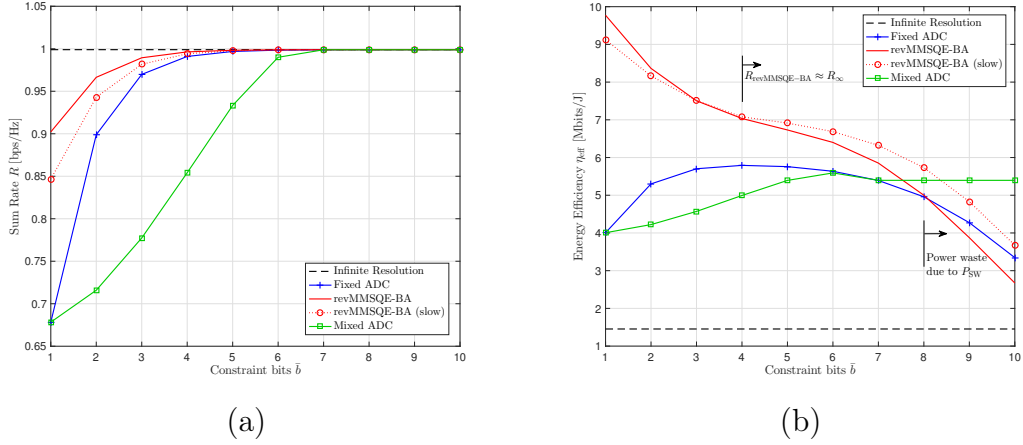 1.05
1
0.95
0.9
0.85
0.8
0.75
0.7
0.65
Sum Rate R [bps/Hz]
Infinite Resolution
Fixed ADC
revMMSQE-BA
revMMSQE-BA (slow)
Mixed ADC
1 2 3 4 5 6 7 8 9 10
Constraint bits b̄
(a)
10
9
8
7
6
5
4
3
2
1
Energy Efficiency η_eff [Mbits/J]
Infinite Resolution
Fixed ADC
revMMSQE-BA
revMMSQE-BA (slow)
Mixed ADC
R_revMMSQE−BA ≈ R_∞
Power waste
due to P_SW
1 2 3 4 5 6 7 8 9 10
Constraint bits b̄
(b)